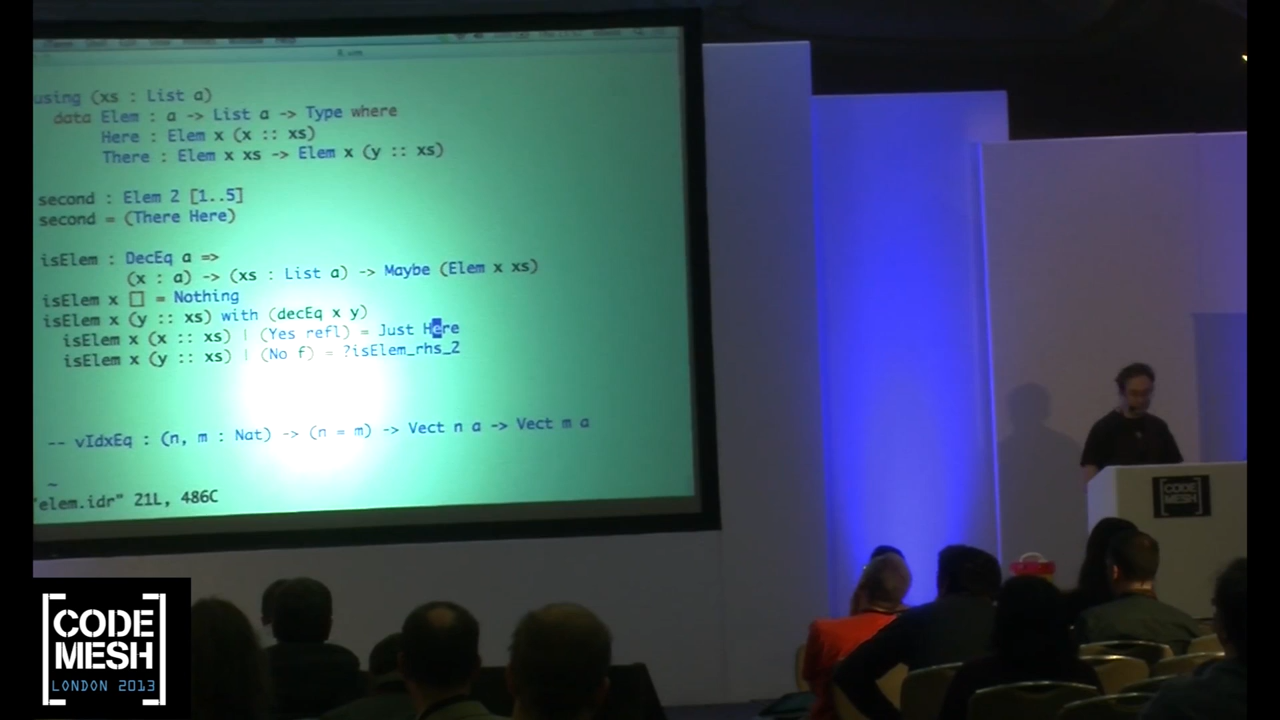 using (xs : List a)
data Elem : a -> List a -> Type where
Here : Elem x (x :: xs)
There : Elem x xs -> Elem x (y :: xs)
second : Elem 2 [1..5]
second = (There Here)
isElem : DecEq a =>
(x : a) -> (xs : List a) -> Maybe (Elem x xs)
isElem x [] = Nothing
isElem x (y :: xs) with (decEq x y)
isElem x (x :: xs) | (Yes refl) = Just Here
isElem x (y :: xs) | (No f) = ?isElem_rhs_2
-- vIdxEq : (n, m : Nat) -> (n = m) -> Vect n a -> Vect m a
~
"elem.idr" 21L, 486C
CODE
MESH
CODE
MESH
LONDON 2013